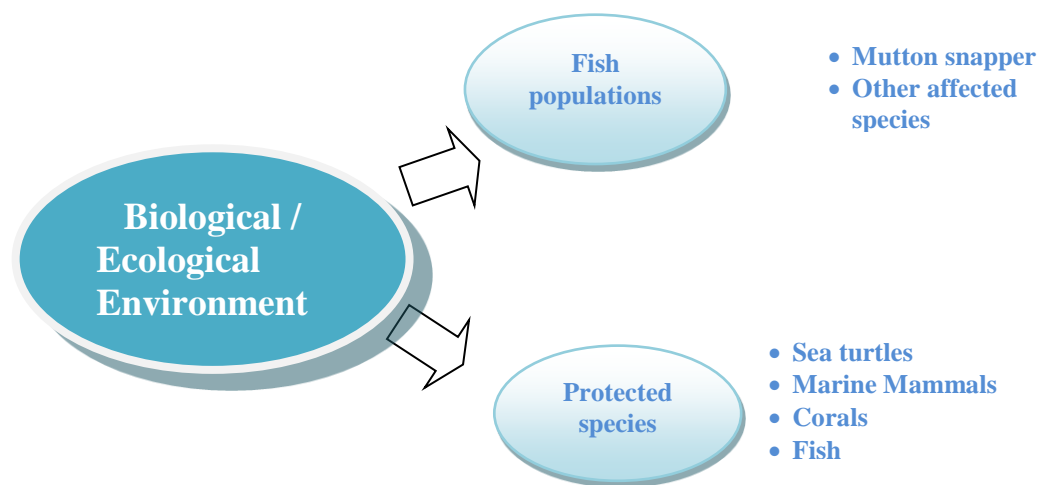 Biological /
Ecological
Environment
Fish
populations
• Mutton snapper
• Other affected
species
Protected
species
• Sea turtles
• Marine Mammals
• Corals
• Fish